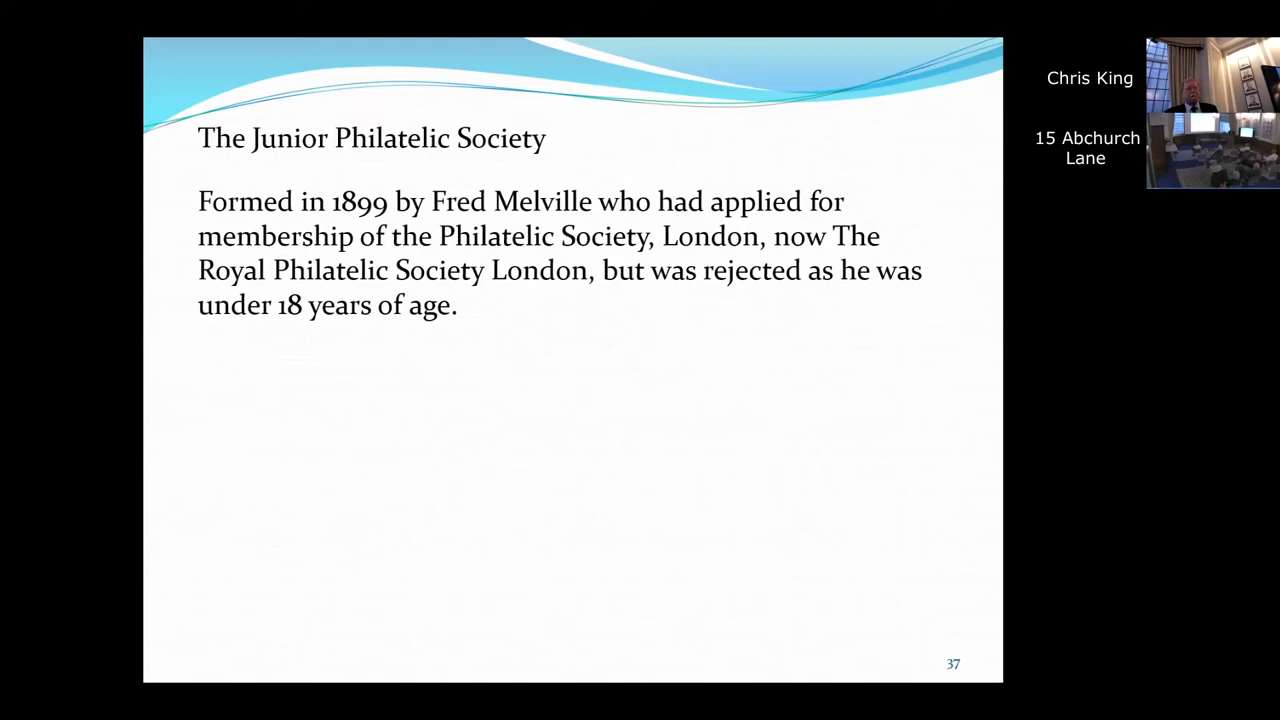 The Junior Philatelic Society
Formed in 1899 by Fred Melville who had applied for
membership of the Philatelic Society, London, now The
Royal Philatelic Society London, but was rejected as he was
under 18 years of age.
37
Chris King
15 Abchurch
Lane